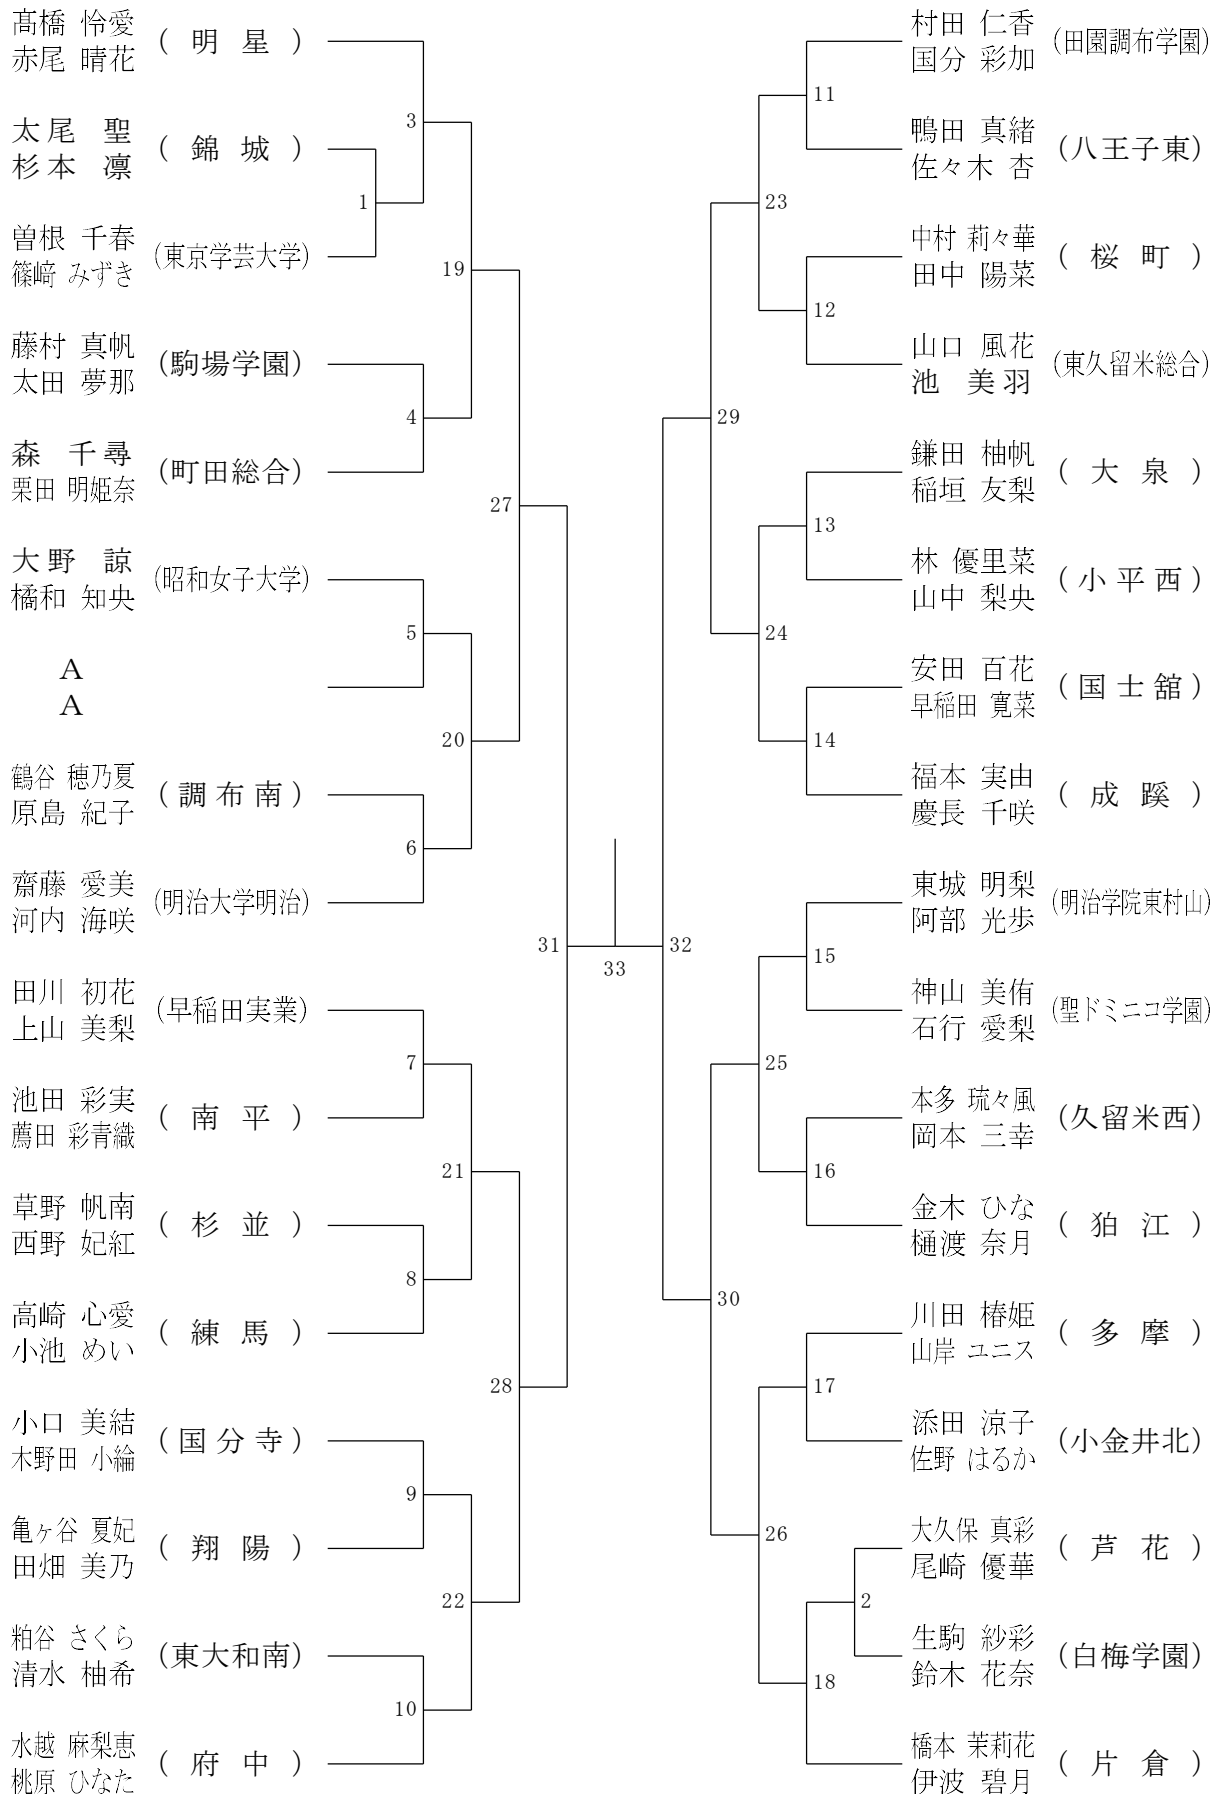 髙橋 怜愛
赤尾 晴花
( 明 星 )
太尾 聖
杉本 凛
( 錦 城 )
曽根 千春
篠﨑 みずき
(東京学芸大学)
藤村 真帆
太田 夢那
(駒場学園)
森 千尋
栗田 明姫奈
(町田総合)
大野 諒
橘和 知央
(昭和女子大学)
A
A
鶴谷 穂乃夏
原島 紀子
( 調 布 南 )
齋藤 愛美
河内 海咲
(明治大学明治)
田川 初花
上山 美梨
(早稲田実業)
池田 彩実
薦田 彩青織
( 南 平 )
草野 帆南
西野 妃紅
( 杉 並 )
高崎 心愛
小池 めい
( 練 馬 )
小口 美結
木野田 小綸
( 国 分 寺 )
亀ヶ谷 夏妃
田畑 美乃
( 翔 陽 )
粕谷 さくら
清水 柚希
(東大和南)
水越 麻梨恵
桃原 ひなた
( 府 中 )
3
1
19
4
27
5
20
6
31
7
21
8
28
9
22
10
33
11
23
12
29
13
24
14
32
15
25
16
30
17
26
2
18
村田 仁香
国分 彩加
(田園調布学園)
鴨田 真緒
佐々木 杏
(八王子東)
中村 莉々華
田中 陽菜
( 桜 町 )
山口 風花
池 美羽
(東久留米総合)
鎌田 柚帆
稲垣 友梨
( 大 泉 )
林 優里菜
山中 梨央
( 小 平 西 )
安田 百花
早稲田 寛菜
( 国 士 舘 )
福本 実由
慶長 千咲
( 成 蹊 )
東城 明梨
阿部 光歩
(明治学院東村山)
神山 美侑
石行 愛梨
(聖ドミニコ学園)
本多 琉々風
岡本 三幸
(久留米西)
金木 ひな
樋渡 奈月
( 狛 江 )
川田 椿姫
山岸 ユニス
( 多 摩 )
添田 涼子
佐野 はるか
(小金井北)
大久保 真彩
尾崎 優華
( 芦 花 )
生駒 紗彩
鈴木 花奈
(白梅学園)
橋本 茉莉花
伊波 碧月
( 片 倉 )